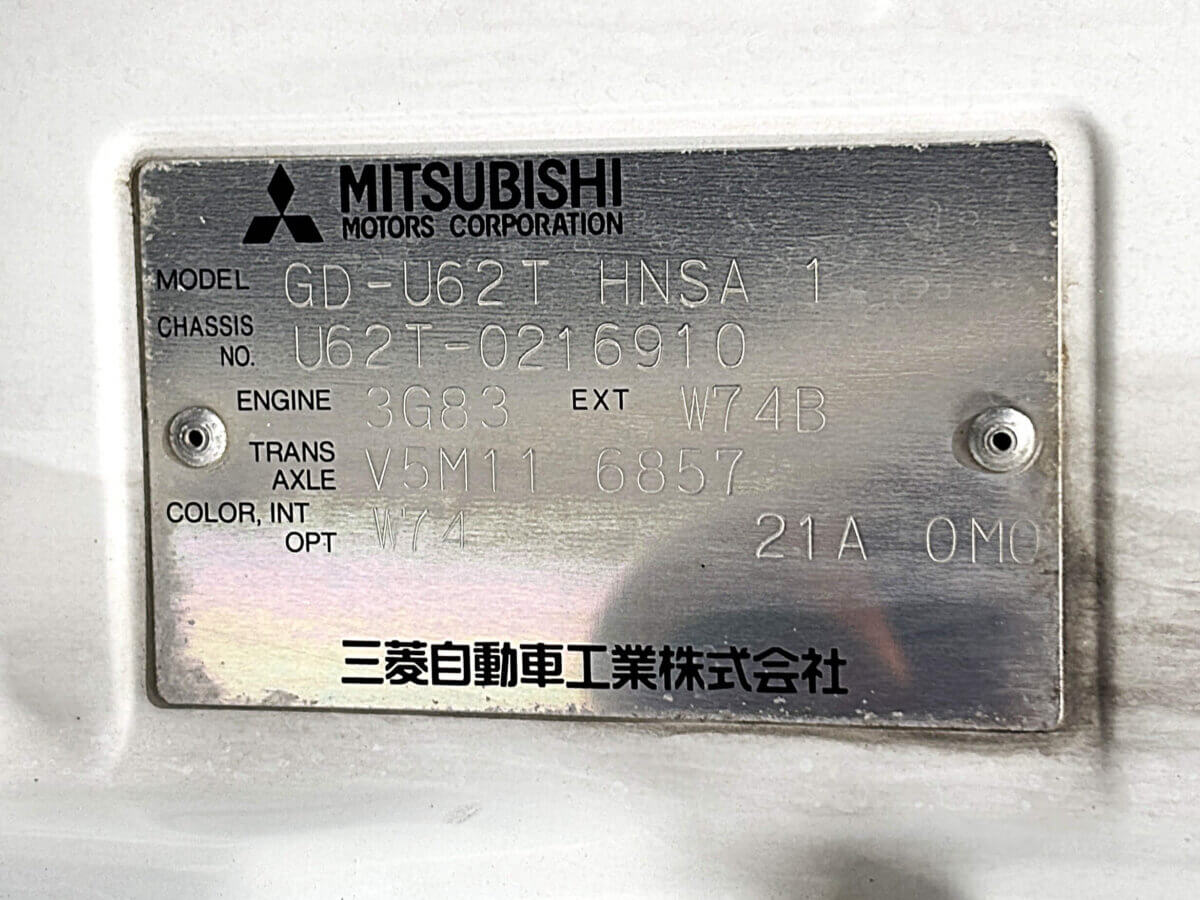 MITSUBISHI
MOTORS CORPORATION
MODEL GD-U62T HNSA 1
CHASSIS NO. U62T-0216910
ENGINE 3G83 EXT W74B
TRANS AXLE V5M11 6857
COLOR, INT OPT W74 21A 0M0
三菱自動車工業株式会社